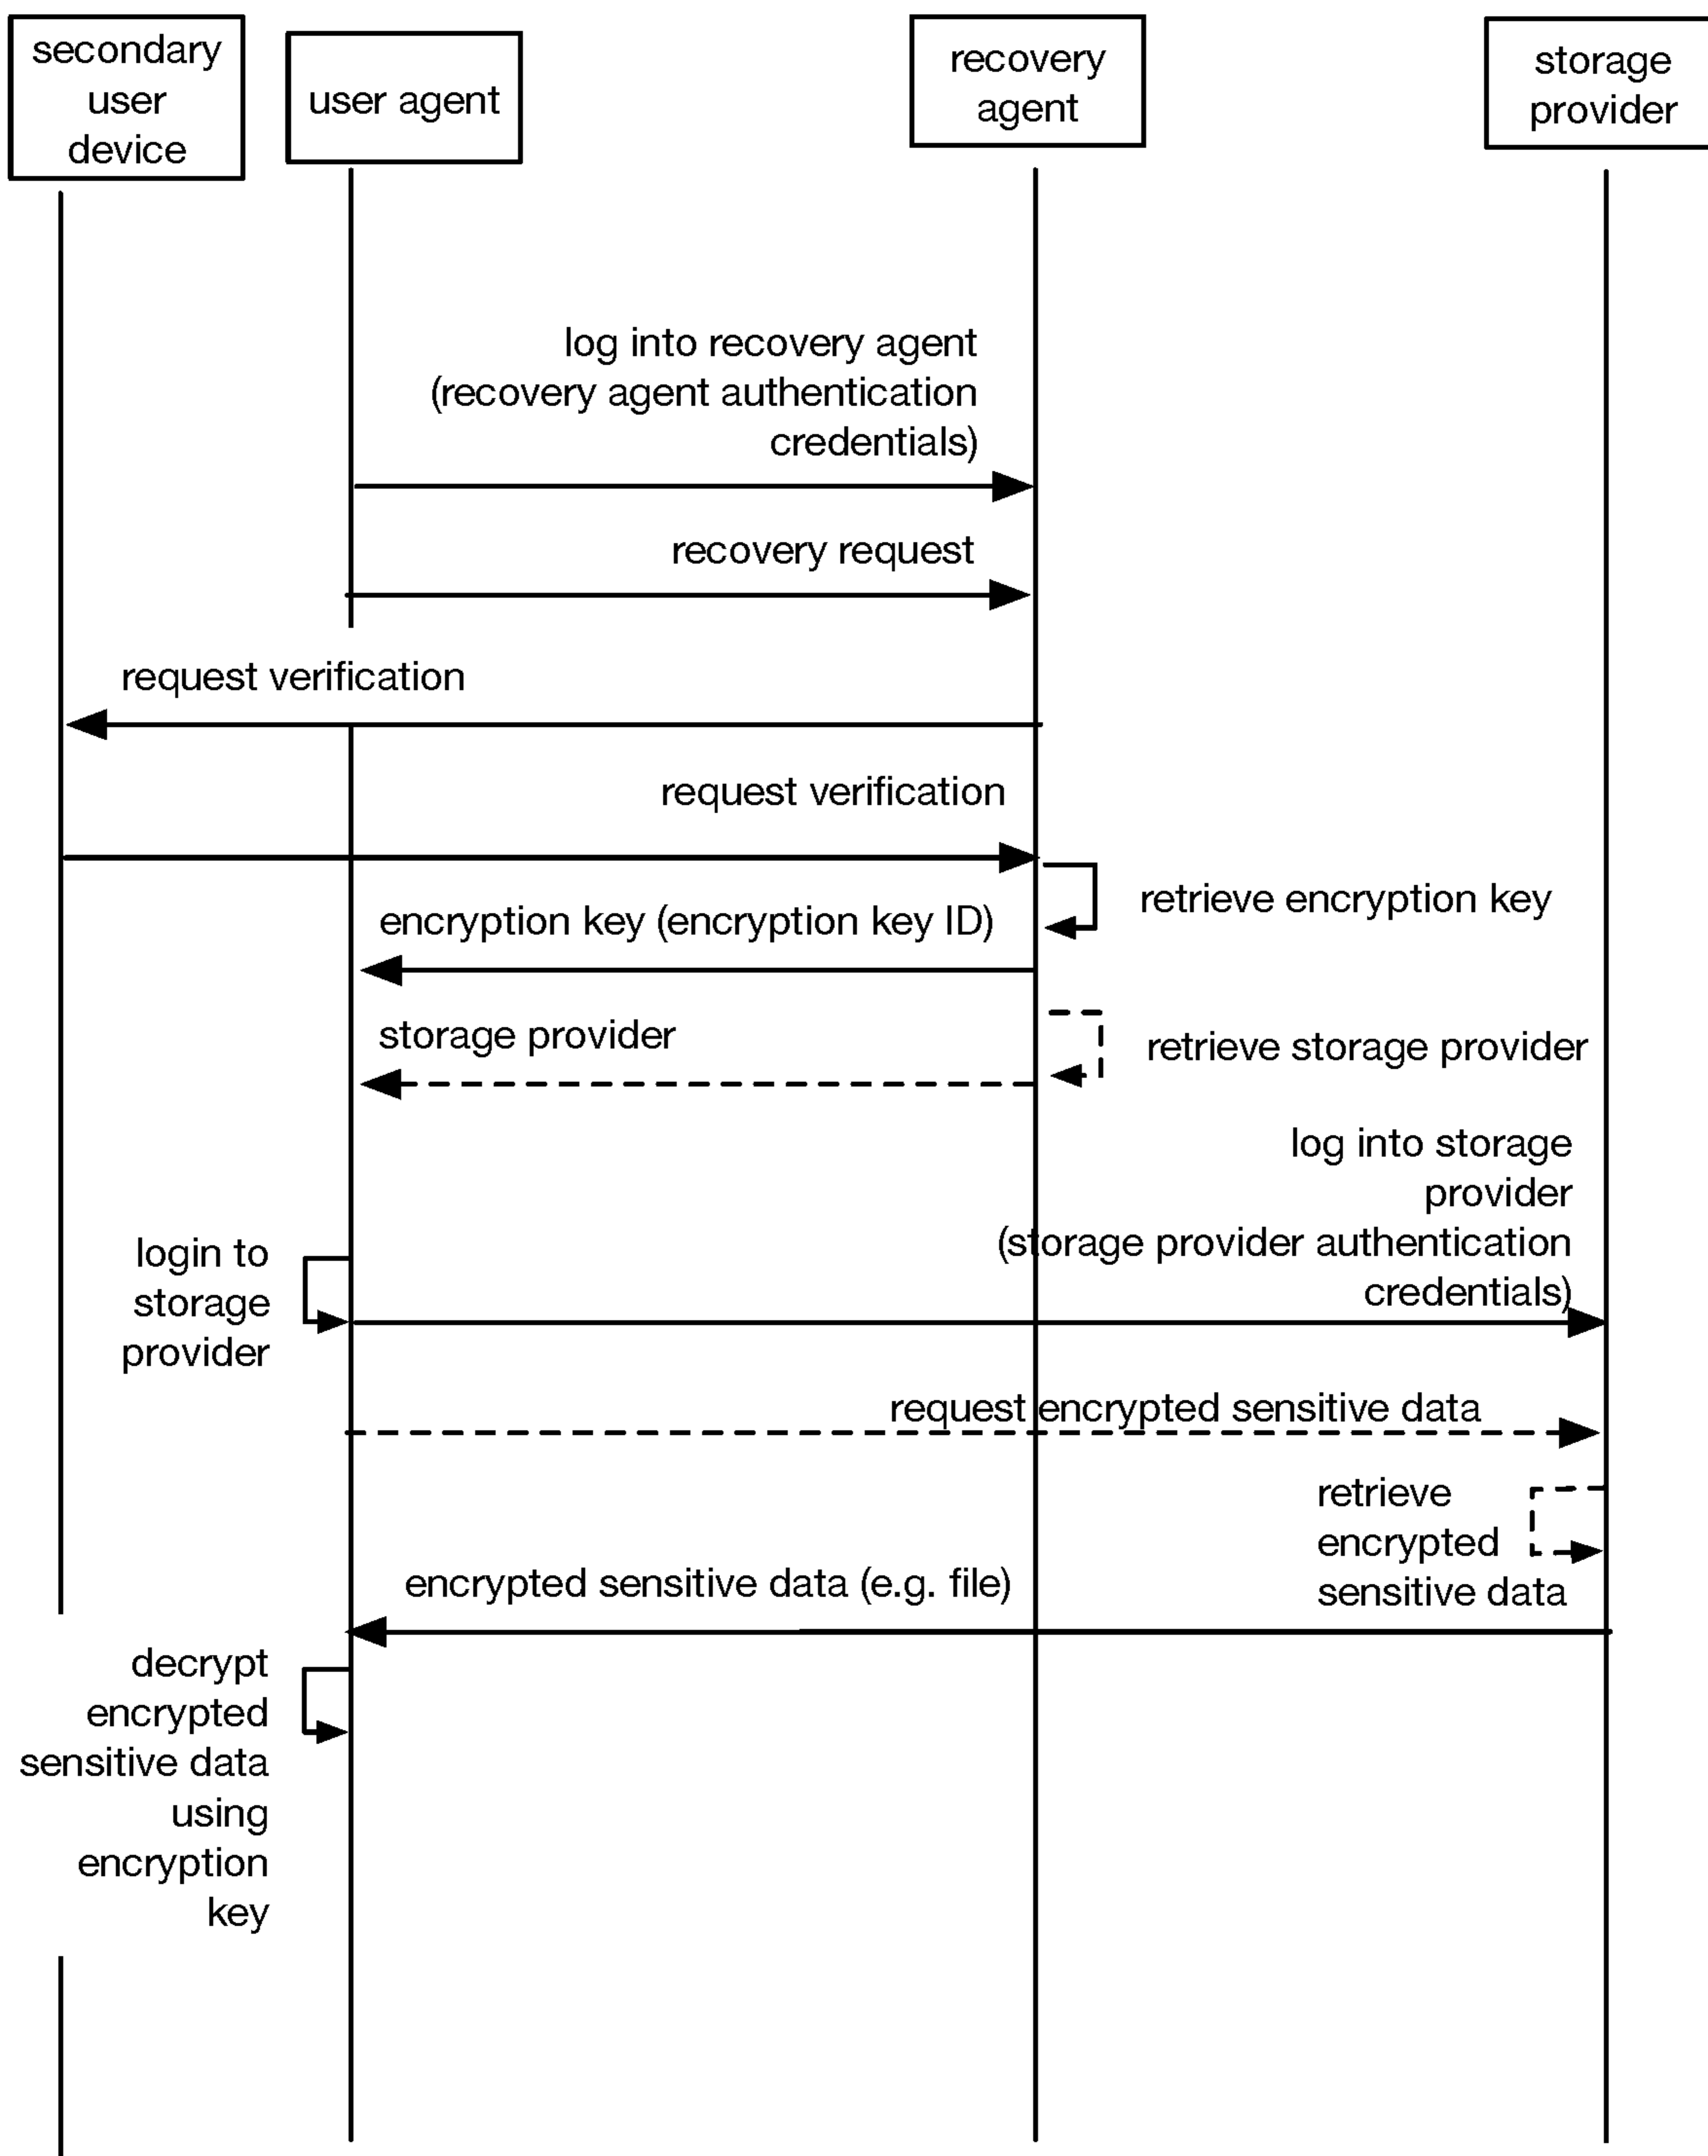 secondary
user
device
user agent
recovery
agent
storage
provider
log into recovery agent
(recovery agent authentication
credentials)
recovery request
request verification
request verification
retrieve encryption key
encryption key (encryption key ID)
storage provider
retrieve storage provider
log into storage
provider
(storage provider authentication
credentials)
login to
storage
provider
request encrypted sensitive data
retrieve
encrypted
sensitive data
encrypted sensitive data (e.g. file)
decrypt
encrypted
sensitive data
using
encryption
key